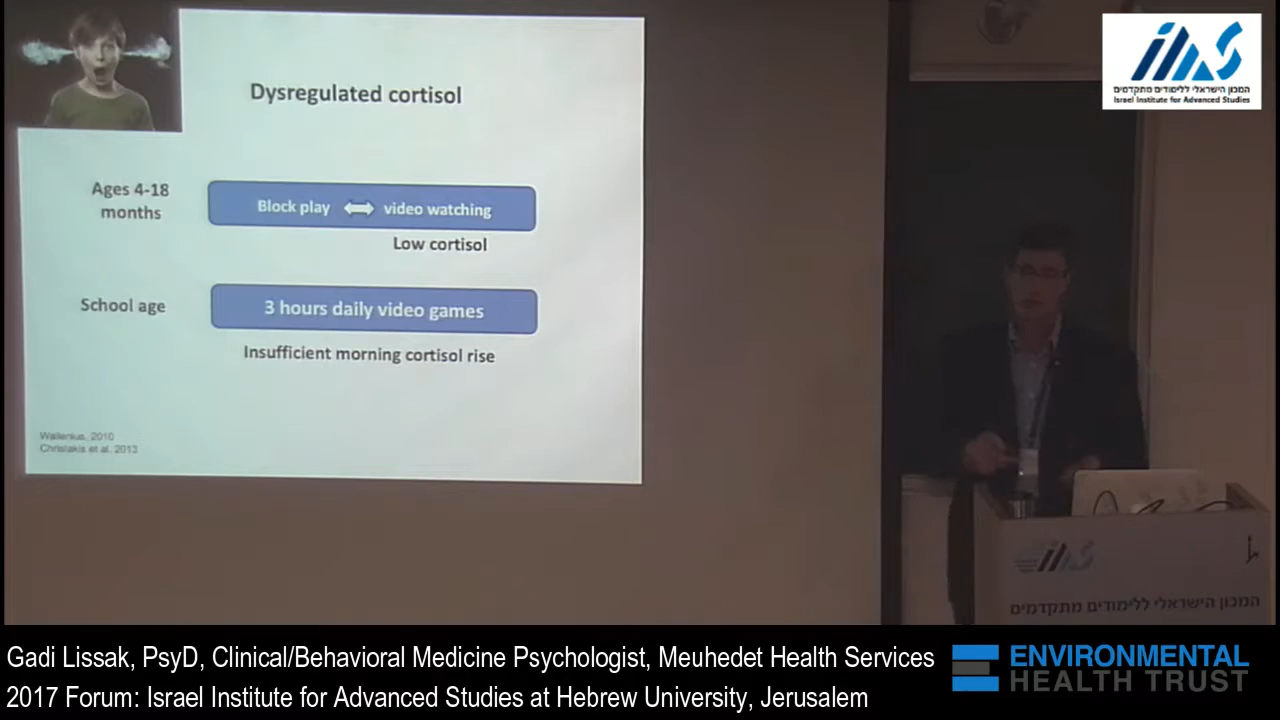 Dysregulated cortisol
Ages 4-18
months
Block play
video watching
Low cortisol
School age
3 hours daily video games
Insufficient morning cortisol rise
Wallenius, 2010
Christakis et al. 2013
המכון הישראלי ללימודים מתקדמים
Israel Institute for Advanced Studies
המכון הישראלי ללימודים מתקדמים
Gadi Lissak, PsyD, Clinical/Behavioral Medicine Psychologist, Meuhedet Health Services
2017 Forum: Israel Institute for Advanced Studies at Hebrew University, Jerusalem
ENVIRONMENTAL
HEALTH TRUST